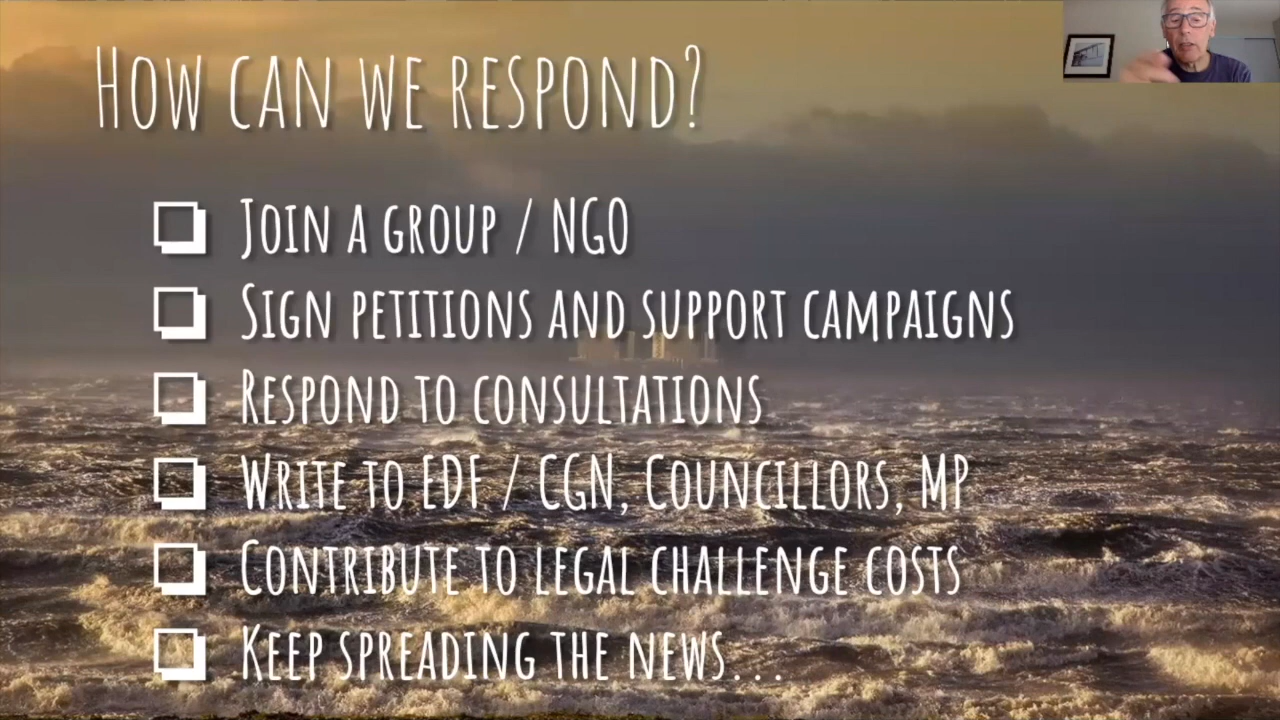 How can we respond?
Join a group / NGO
Sign petitions and support campaigns
Respond to consultations
Write to EDF / CGN, Councillors, MP
Contribute to legal challenge costs
Keep spreading the news...